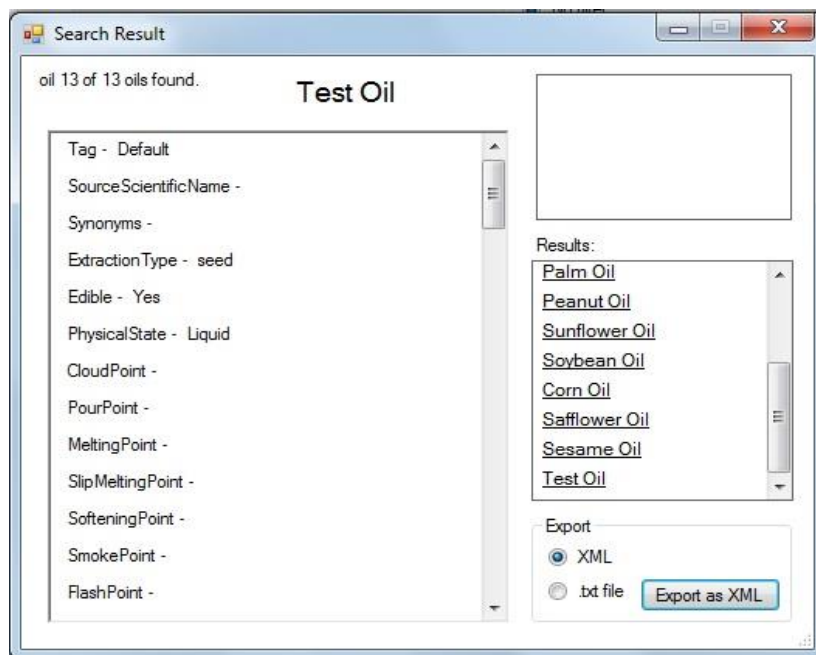 Search Result
oil 13 of 13 oils found.
Test Oil
Tag - Default
SourceScientificName -
Synonyms -
ExtractionType - seed
Edible - Yes
PhysicalState - Liquid
CloudPoint -
PourPoint -
MeltingPoint -
SlipMeltingPoint -
SofteningPoint -
SmokePoint -
FlashPoint -
Results:
Palm Oil
Peanut Oil
Sunflower Oil
Soybean Oil
Corn Oil
Safflower Oil
Sesame Oil
Test Oil
Export
XML
.txt file
Export as XML